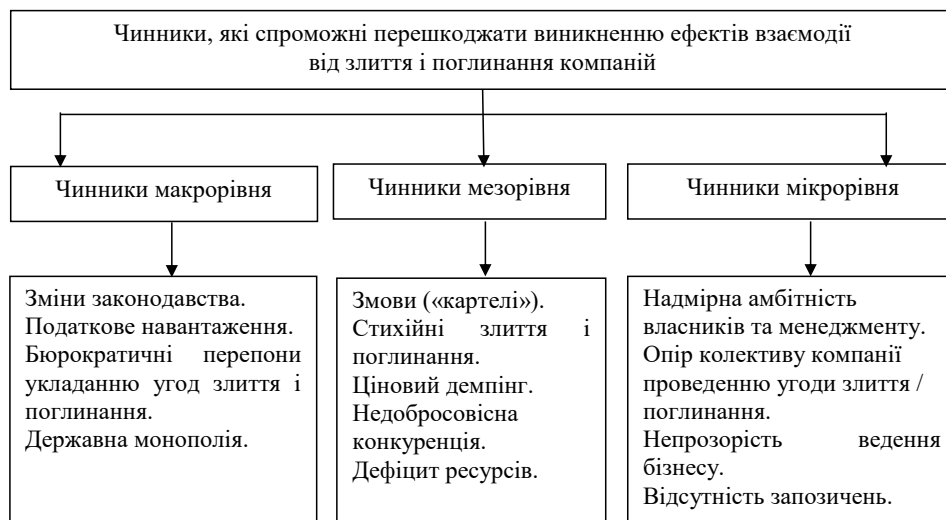 Чинники, які спроможні перешкоджати виникненню ефектів взаємодії
від злиття і поглинання компаній
Чинники макрорівня
Чинники мезорівня
Чинники мікрорівня
Зміни законодавства.
Податкове навантаження.
Бюрократичні перепони
укладанню угод злиття і
поглинання.
Державна монополія.
Змови («картелі»).
Стихійні злиття і
поглинання.
Ціновий демпінг.
Недобросовісна
конкуренція.
Дефіцит ресурсів.
Надмірна амбітність
власників та менеджменту.
Опір колективу компанії
проведенню угоди злиття /
поглинання.
Непрозорість ведення
бізнесу.
Відсутність запозичень.